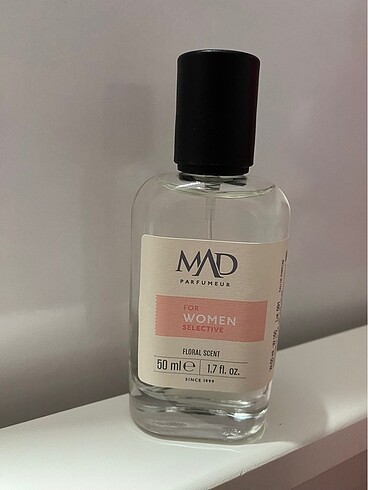 MAD
PARFUMEUR
FOR
WOMEN
SELECTIVE
FLORAL SCENT
50 ml ℮ 1.7 fl. oz.
SINCE 1999